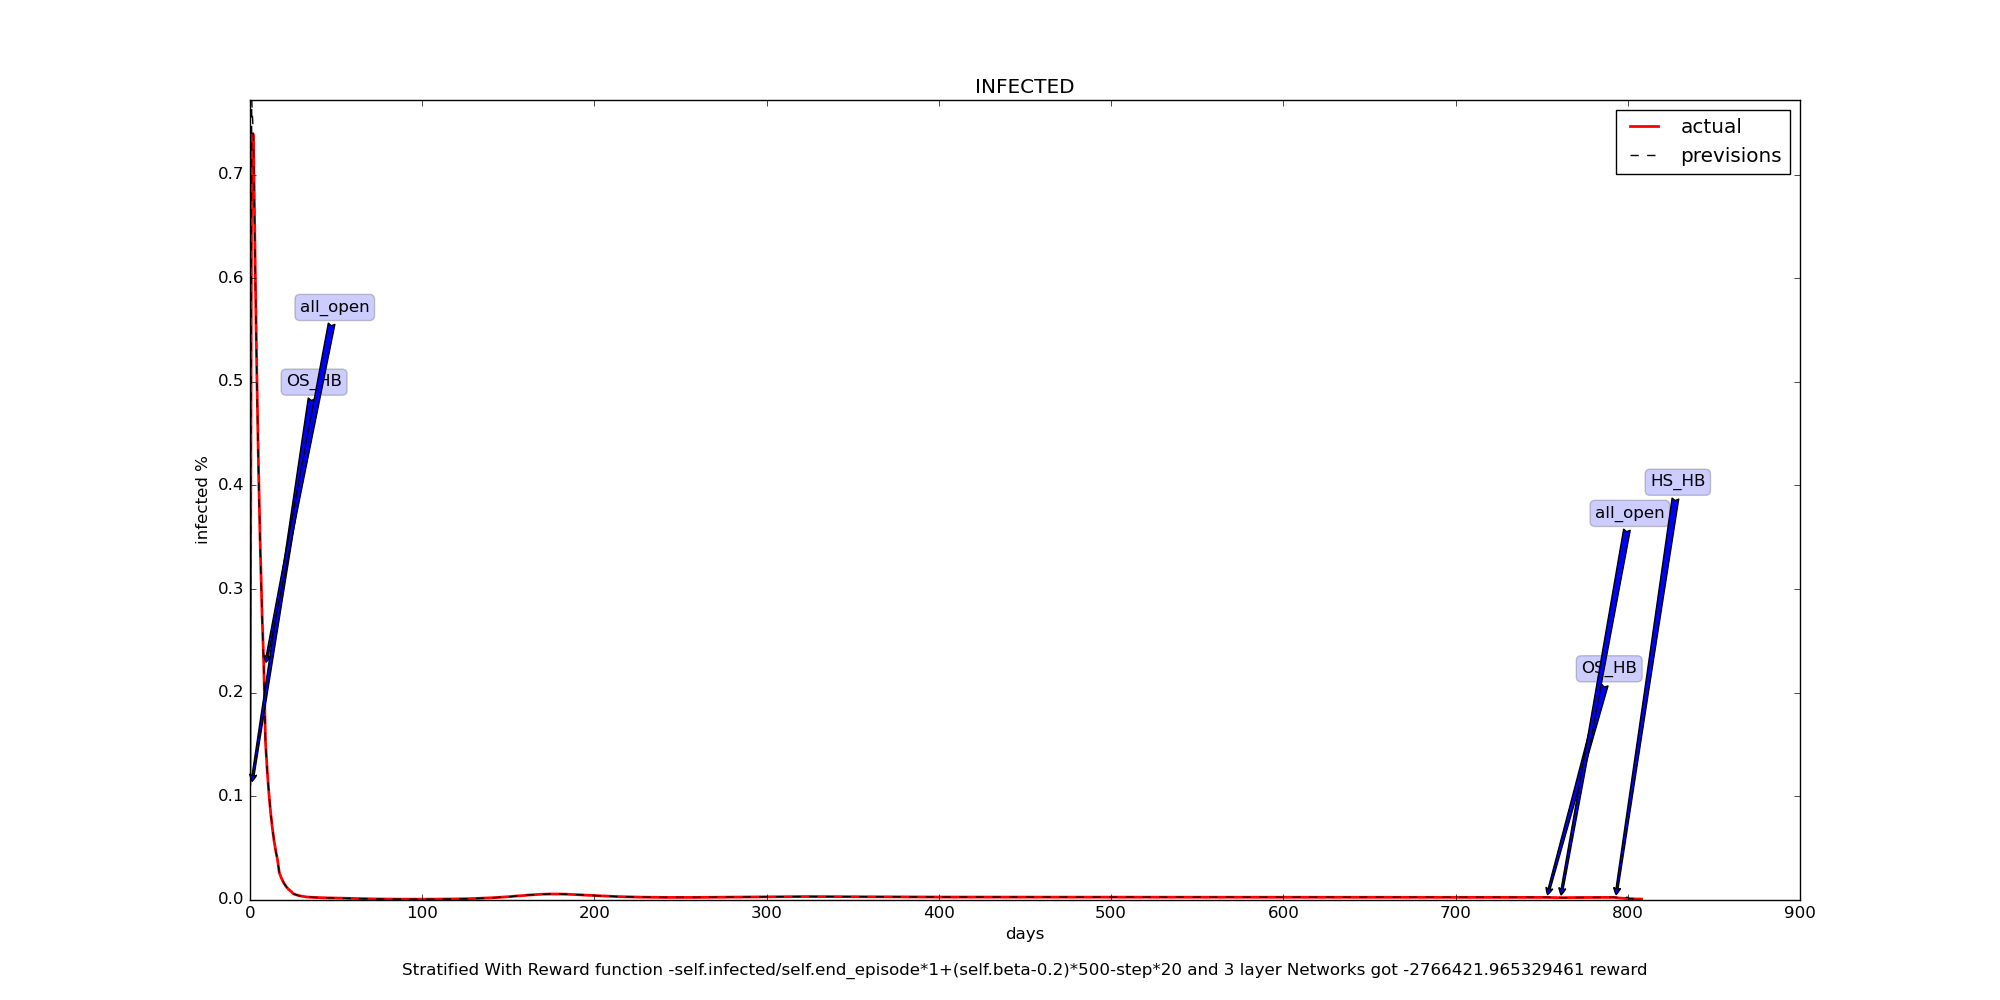 INFECTED
actual
previsions
0.7
0.6
0.5
0.4
0.3
0.2
0.1
0.0
infected %
all_open
OS_HB
HS_HB
all_open
OS_HB
0 100 200 300 400 500 600 700 800 900
days
Stratified With Reward function -self.infected/self.end_episode*1+(self.beta-0.2)*500-step*20 and 3 layer Networks got -2766421.965329461 reward